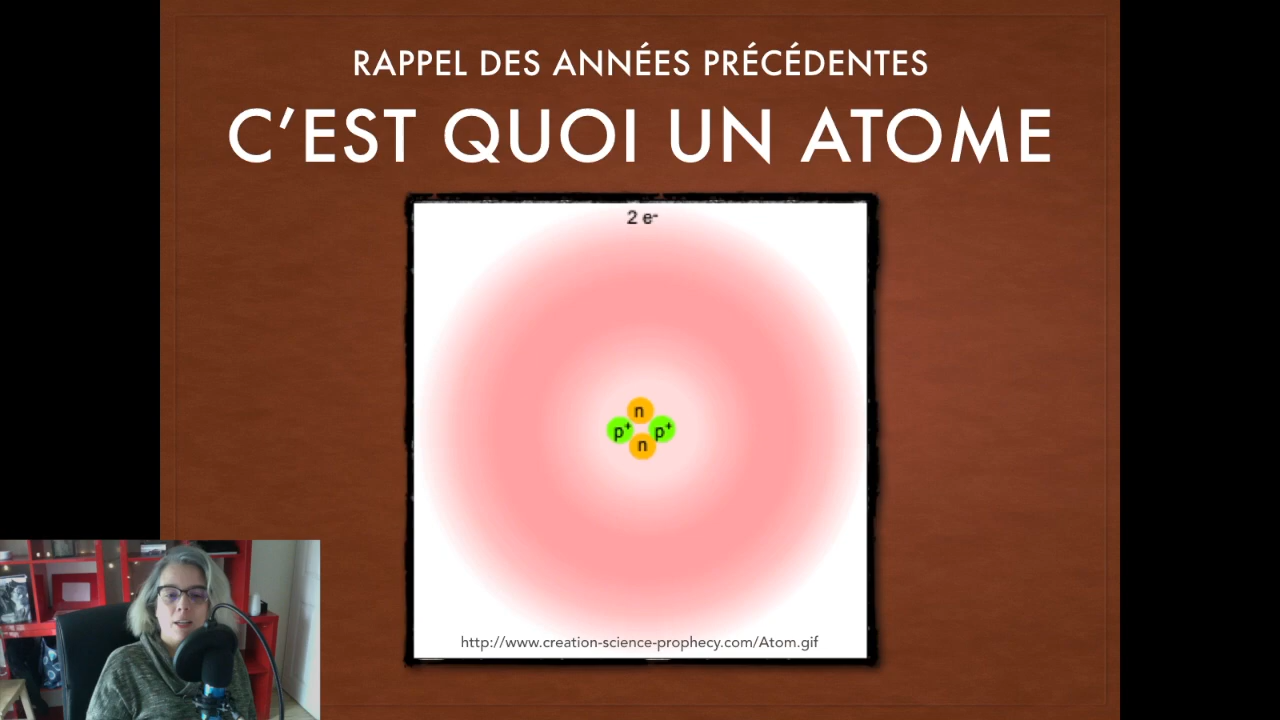 RAPPEL DES ANNÉES PRÉCÉDENTES
C’EST QUOI UN ATOME
2 e-
n
p+ p+
n
http://www.creation-science-prophecy.com/Atom.gif